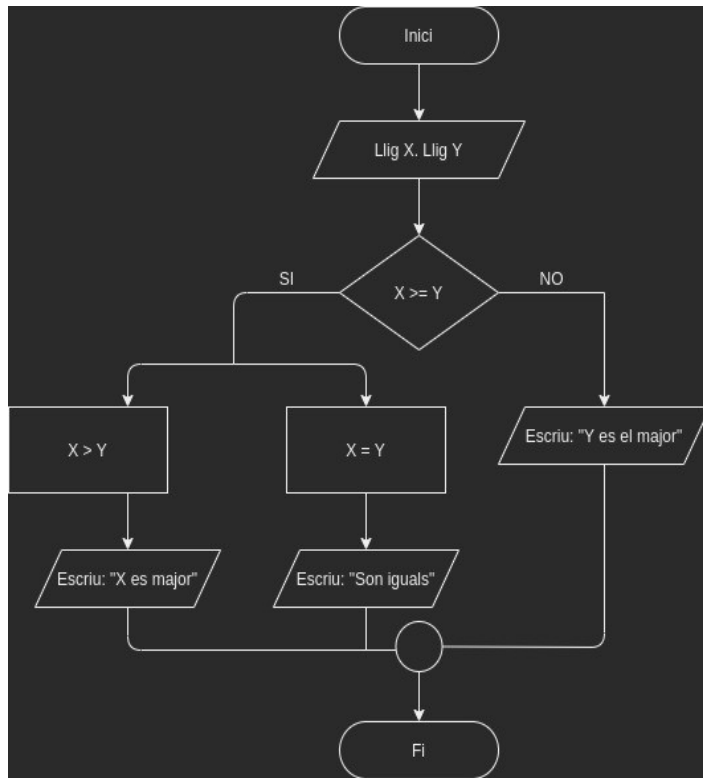 Inici
Llig X. Llig Y
SI
NO
X >= Y
X > Y
X = Y
Escriu: "Y es el major"
Escriu: "X es major"
Escriu: "Son iguals"
Fi